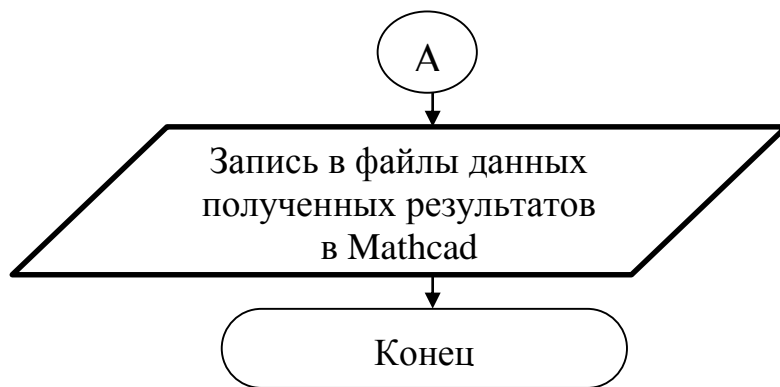 А
Запись в файлы данных
полученных результатов
в Mathcad
Конец